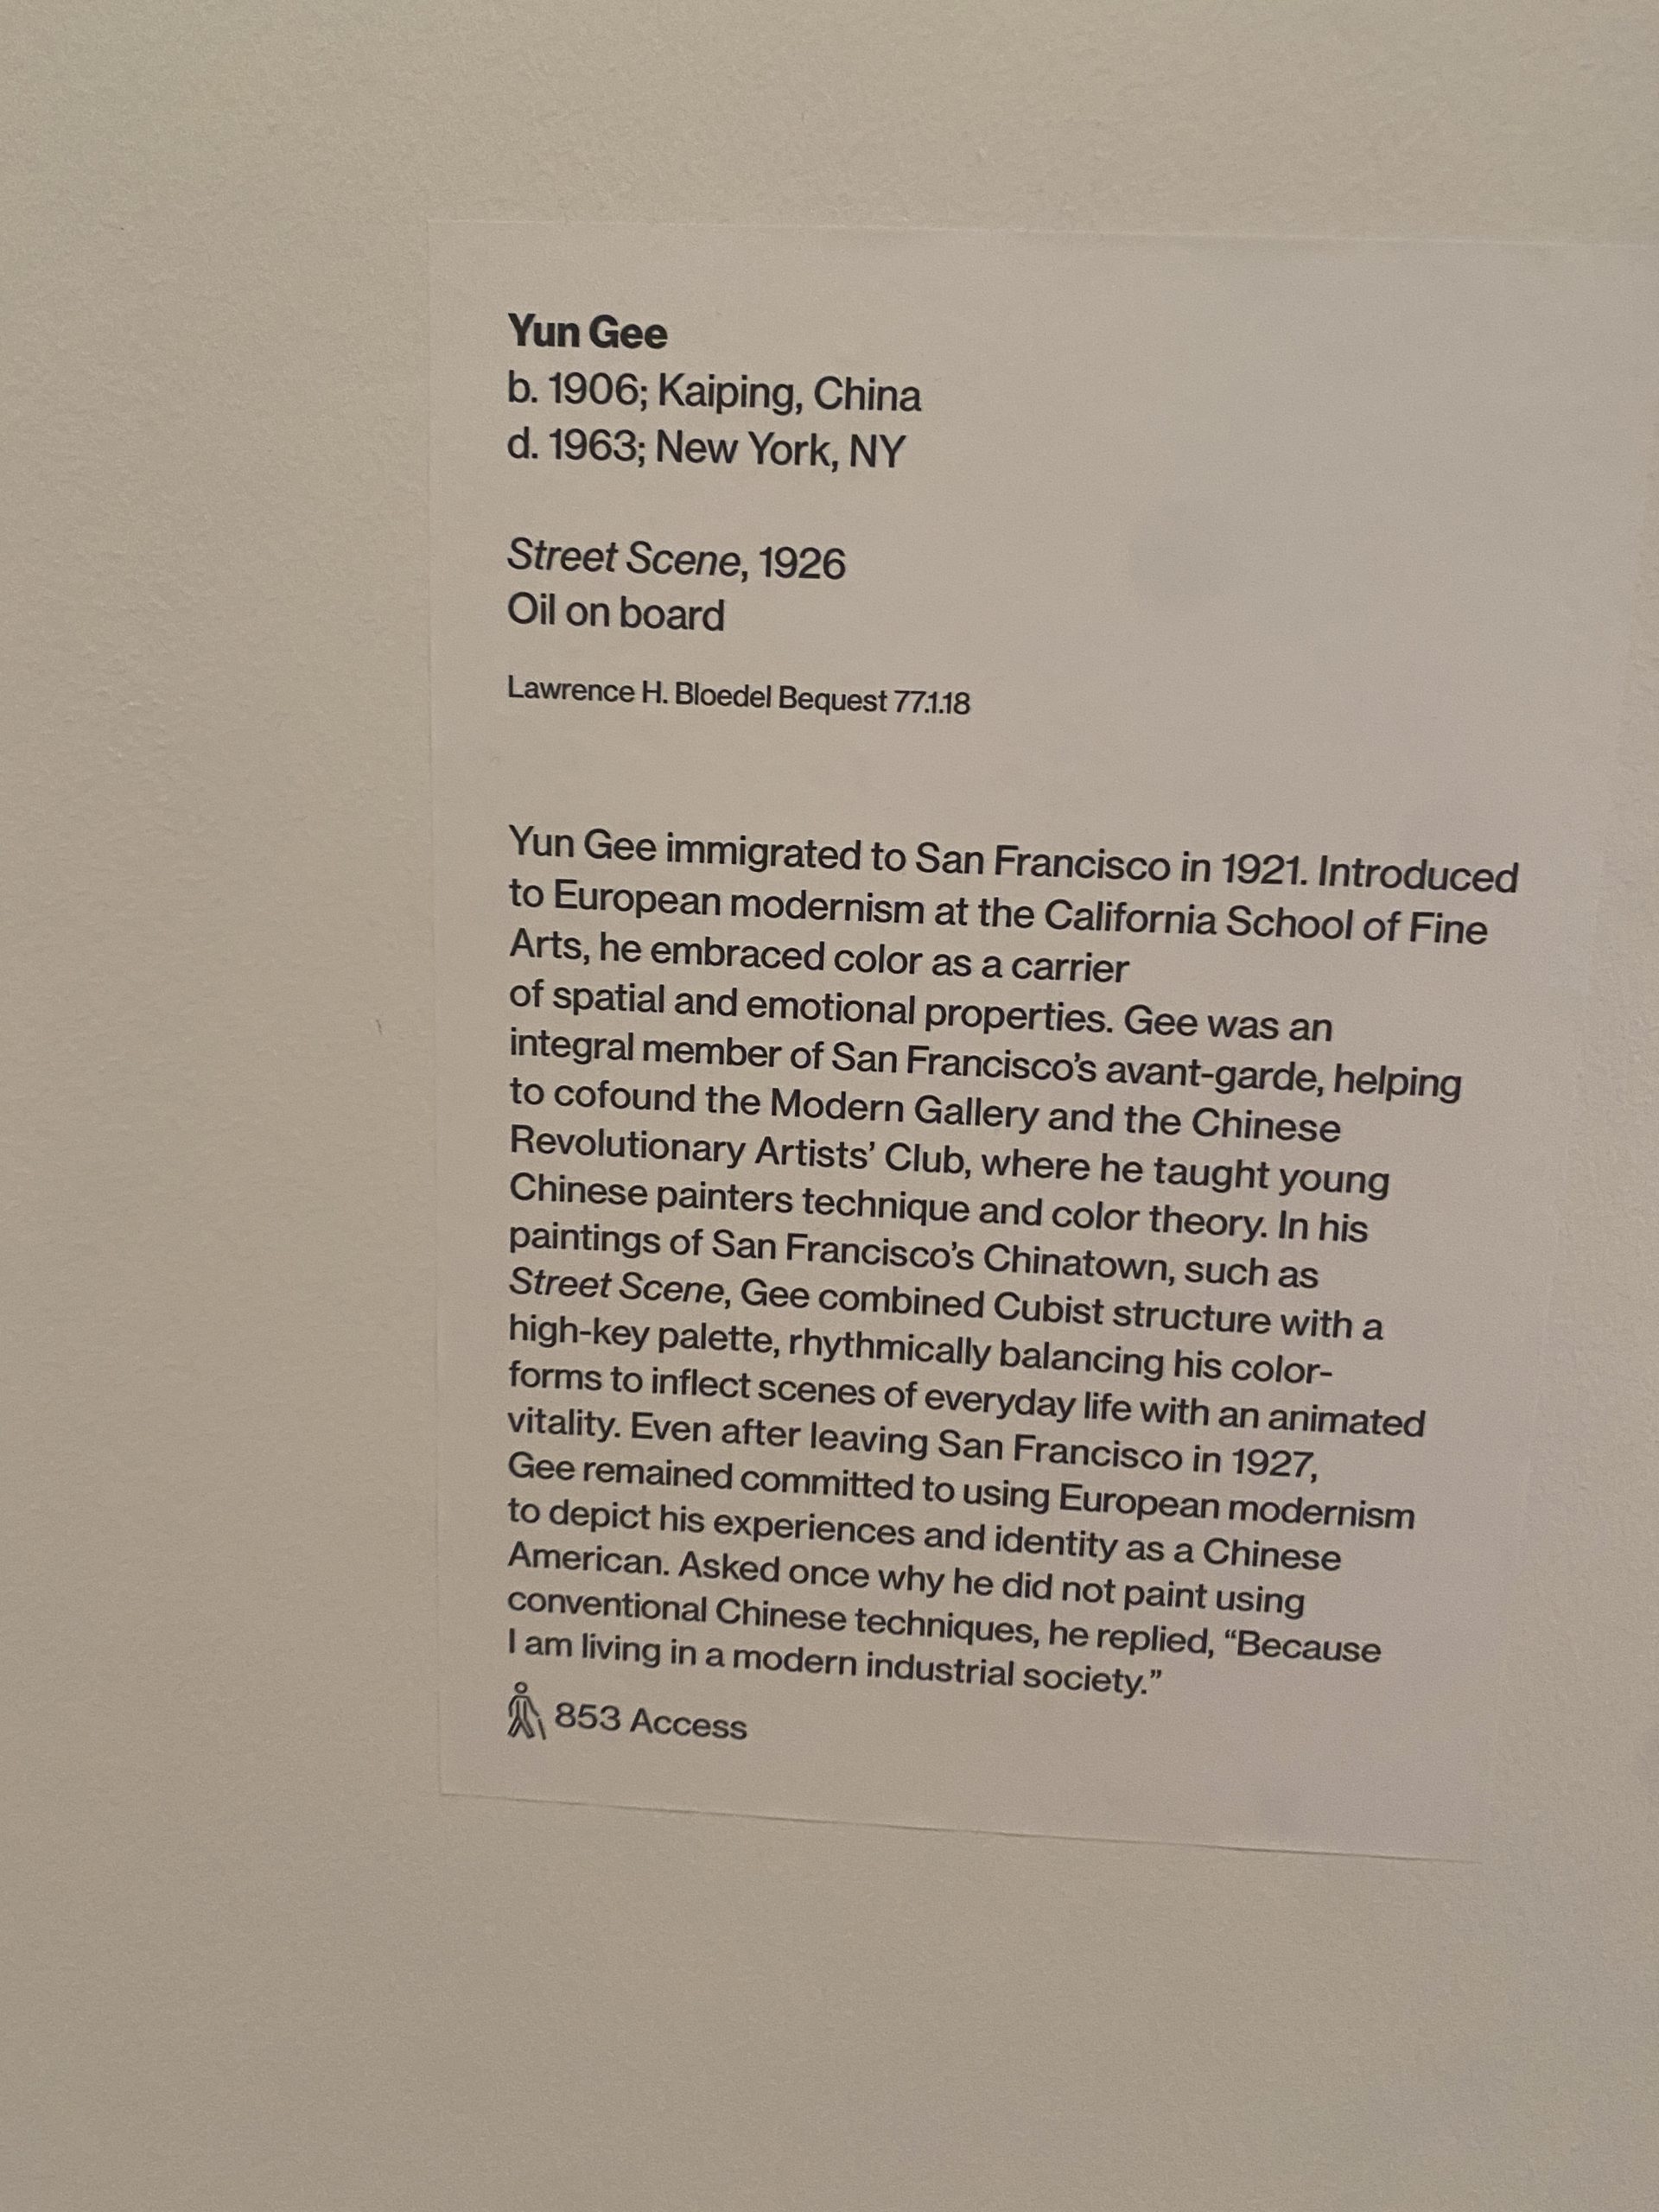 Yun Gee
b. 1906; Kaiping, China
d. 1963; New York, NY
Street Scene, 1926
Oil on board
Lawrence H. Bloedel Bequest 77.1.18
Yun Gee immigrated to San Francisco in 1921. Introduced
to European modernism at the California School of Fine
Arts, he embraced color as a carrier
of spatial and emotional properties. Gee was an
integral member of San Francisco’s avant-garde, helping
to cofound the Modern Gallery and the Chinese
Revolutionary Artists’ Club, where he taught young
Chinese painters technique and color theory. In his
paintings of San Francisco’s Chinatown, such as
Street Scene, Gee combined Cubist structure with a
high-key palette, rhythmically balancing his color-
forms to inflect scenes of everyday life with an animated
vitality. Even after leaving San Francisco in 1927,
Gee remained committed to using European modernism
to depict his experiences and identity as a Chinese
American. Asked once why he did not paint using
conventional Chinese techniques, he replied, “Because
I am living in a modern industrial society.”
853 Access